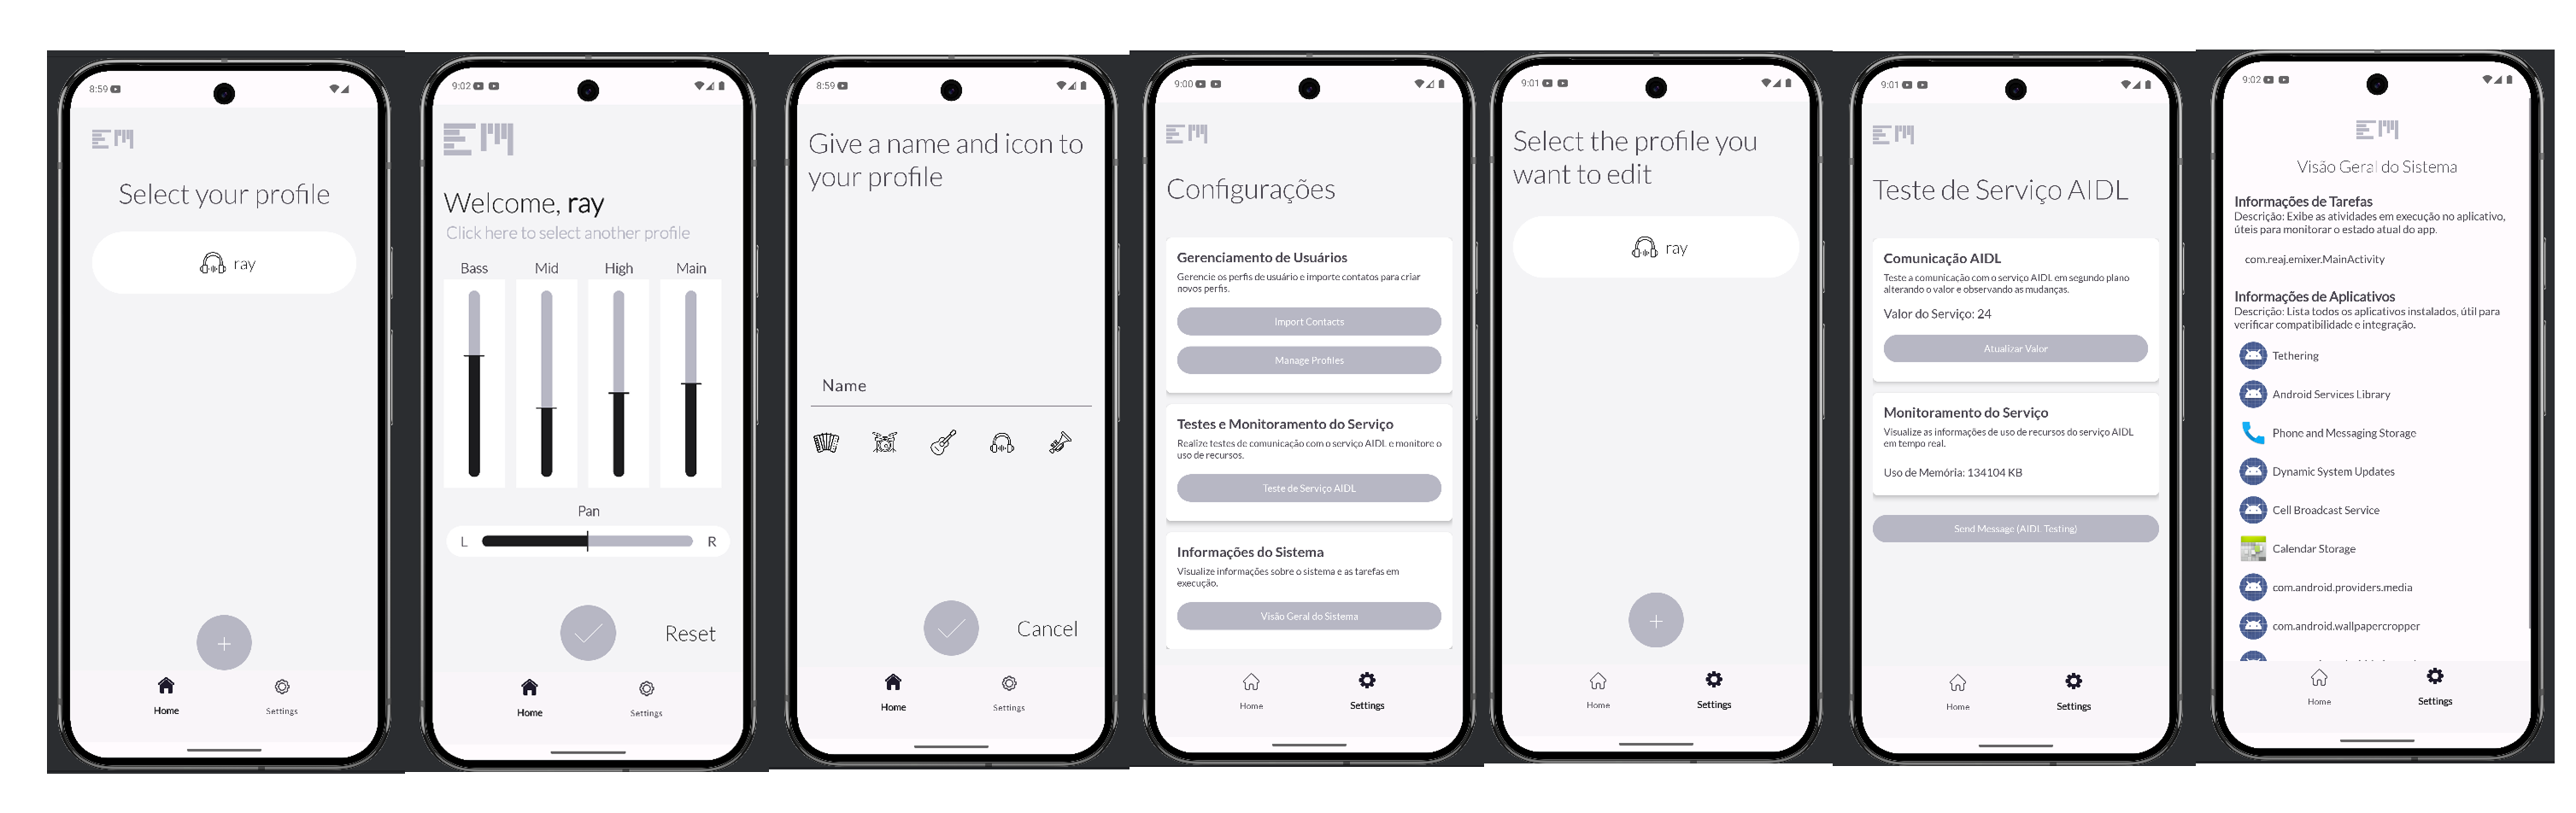 8:59
EM
Select your profile
ray
+
Home
Settings
9:02
EM
Welcome, ray
Click here to select another profile
Bass
Mid
High
Main
Pan
L
R
Reset
Home
Settings
8:59
Give a name and icon to
your profile
Name
Cancel
Home
Settings
9:00
EM
Configurações
Gerenciamento de Usuários
Gerencie os perfis de usuário e importe contatos para criar
novos perfis.
Import Contacts
Manage Profiles
Testes e Monitoramento do Serviço
Realize testes de comunicação com o serviço AIDL e monitore o
uso de recursos.
Teste de Serviço AIDL
Informações do Sistema
Visualize informações sobre o sistema e as tarefas em
execução.
Visão Geral do Sistema
Home
Settings
9:01
Select the profile you
want to edit
ray
+
Home
Settings
9:01
EM
Teste de Serviço AIDL
Comunicação AIDL
Teste a comunicação com o serviço AIDL em segundo plano
alterando o valor e observando as mudanças.
Valor do Serviço: 24
Atualizar Valor
Monitoramento do Serviço
Visualize as informações de uso de recursos do serviço AIDL
em tempo real.
Uso de Memória: 134104 KB
Send Message (AIDL Testing)
Home
Settings
9:02
EM
Visão Geral do Sistema
Informações de Tarefas
Descrição: Exibe as atividades em execução no aplicativo,
úteis para monitorar o estado atual do app.
com.reaj.emixer.MainActivity
Informações de Aplicativos
Descrição: Lista todos os aplicativos instalados, útil para
verificar compatibilidade e integração.
Tethering
Android Services Library
Phone and Messaging Storage
Dynamic System Updates
Cell Broadcast Service
Calendar Storage
com.android.providers.media
com.android.wallpapercropper
Home
Settings